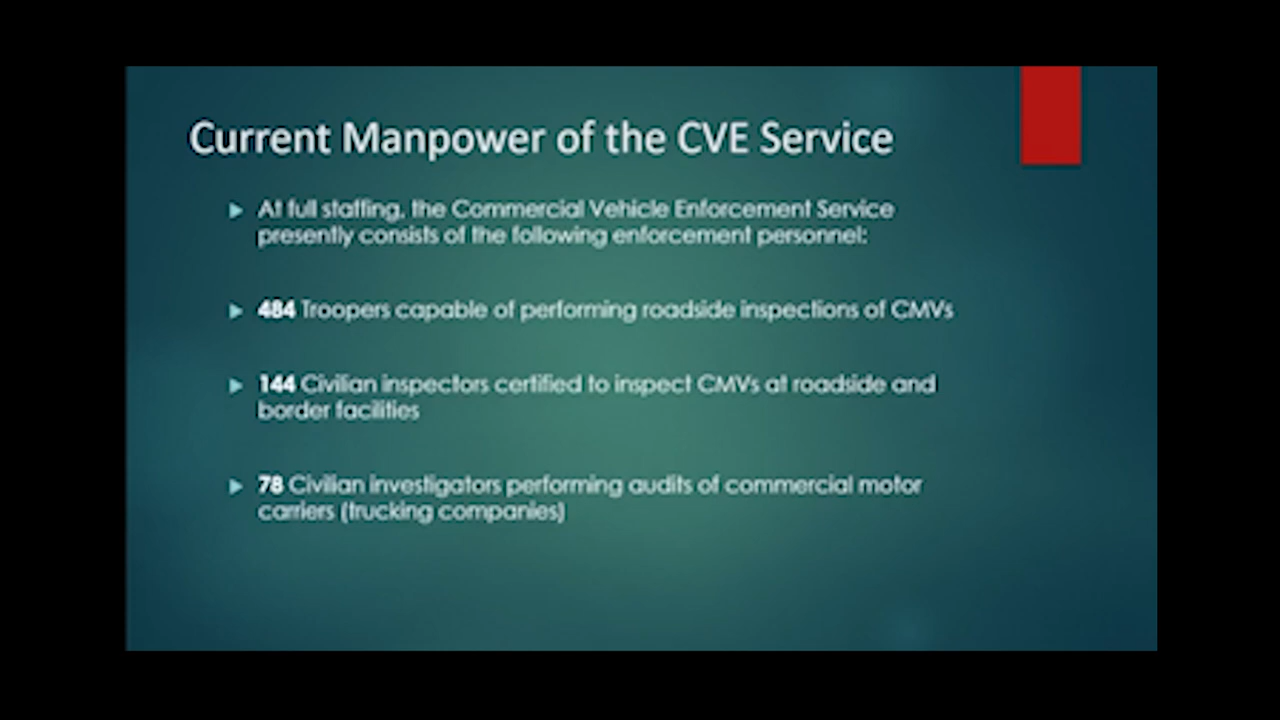 Current Manpower of the CVE Service
At full staffing, the Commercial Vehicle Enforcement Service
presently consists of the following enforcement personnel:
484 Troopers capable of performing roadside inspections of CMVs
144 Civilian inspectors certified to inspect CMVs at roadside and
border facilities
78 Civilian investigators performing audits of commercial motor
carriers (trucking companies)